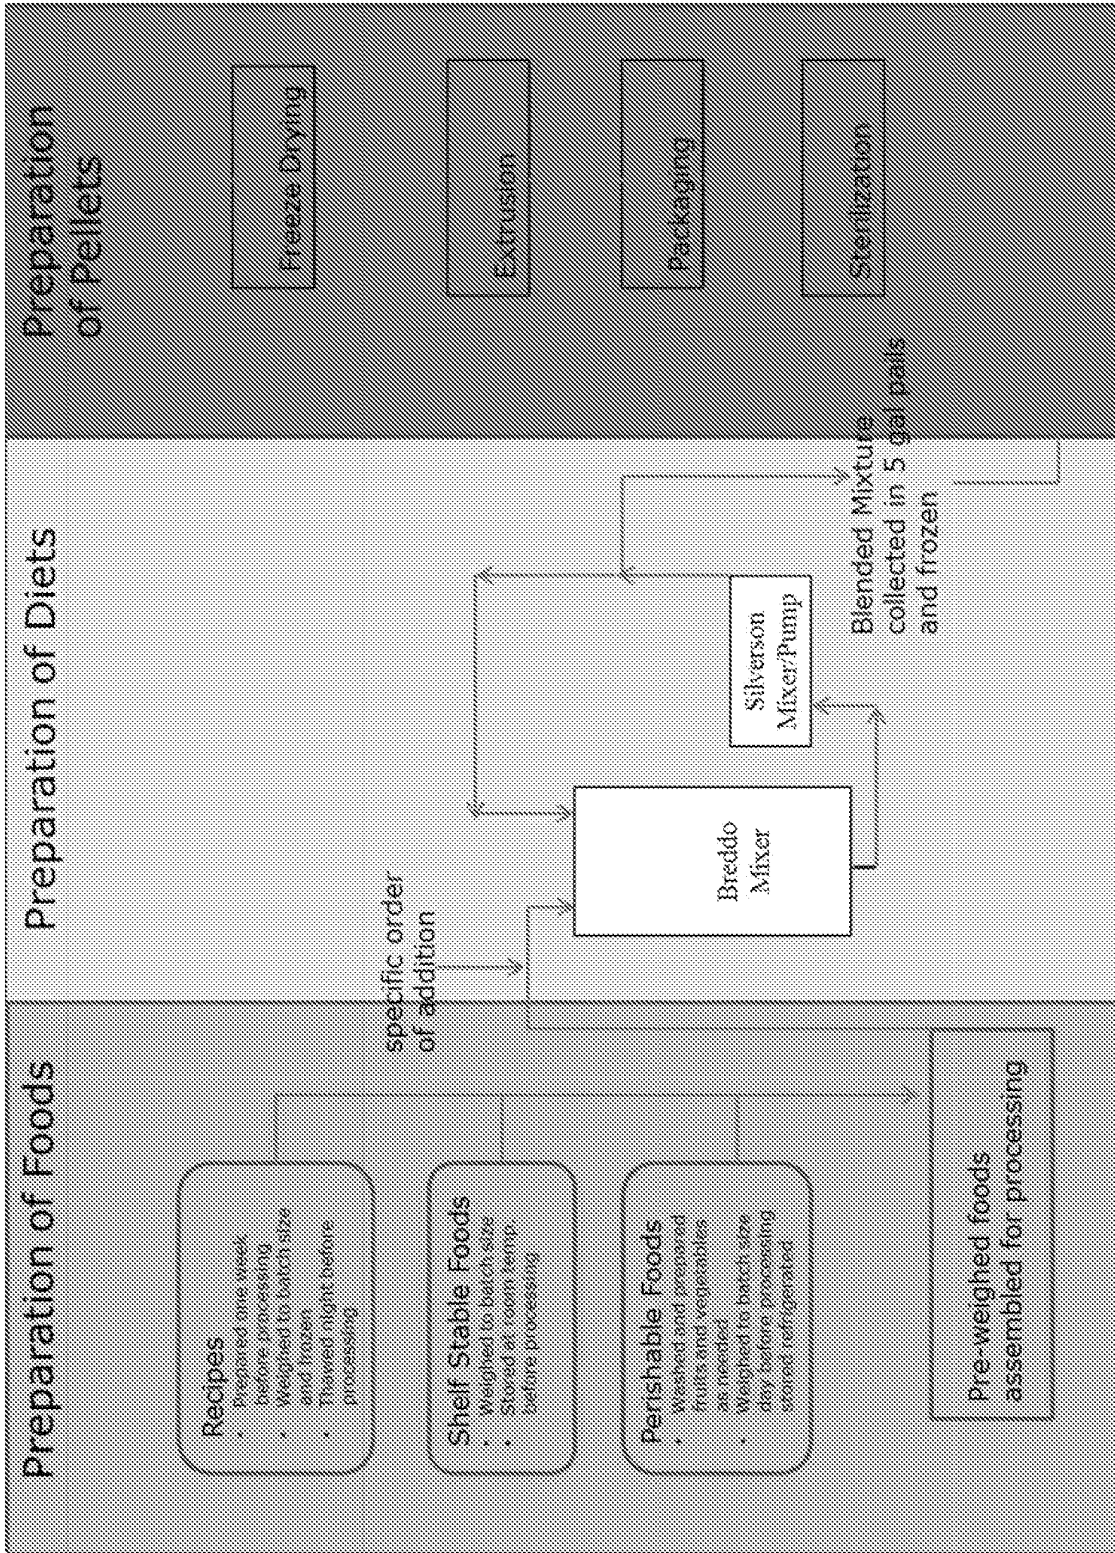 Preparation of Foods
Recipes
• Prepared one week
before processing
• Weighed to batch size
and frozen
• Thawed night before
processing
Shelf Stable Foods
• Weighed to batch size
• Stored at room temp.
before processing
Perishable Foods
• Washed and prepared
fruits and vegetables
as needed
• Weighed to batch size
day before processing
stored refrigerated
Pre-weighed foods
assembled for processing
Preparation of Diets
specific order
of addition
Breddo
Mixer
Silverson
Mixer/Pump
Blended Mixture
collected in 5 gal pails
and frozen
Preparation
of Pellets
Freeze Drying
Extrusion
Packaging
Sterilization